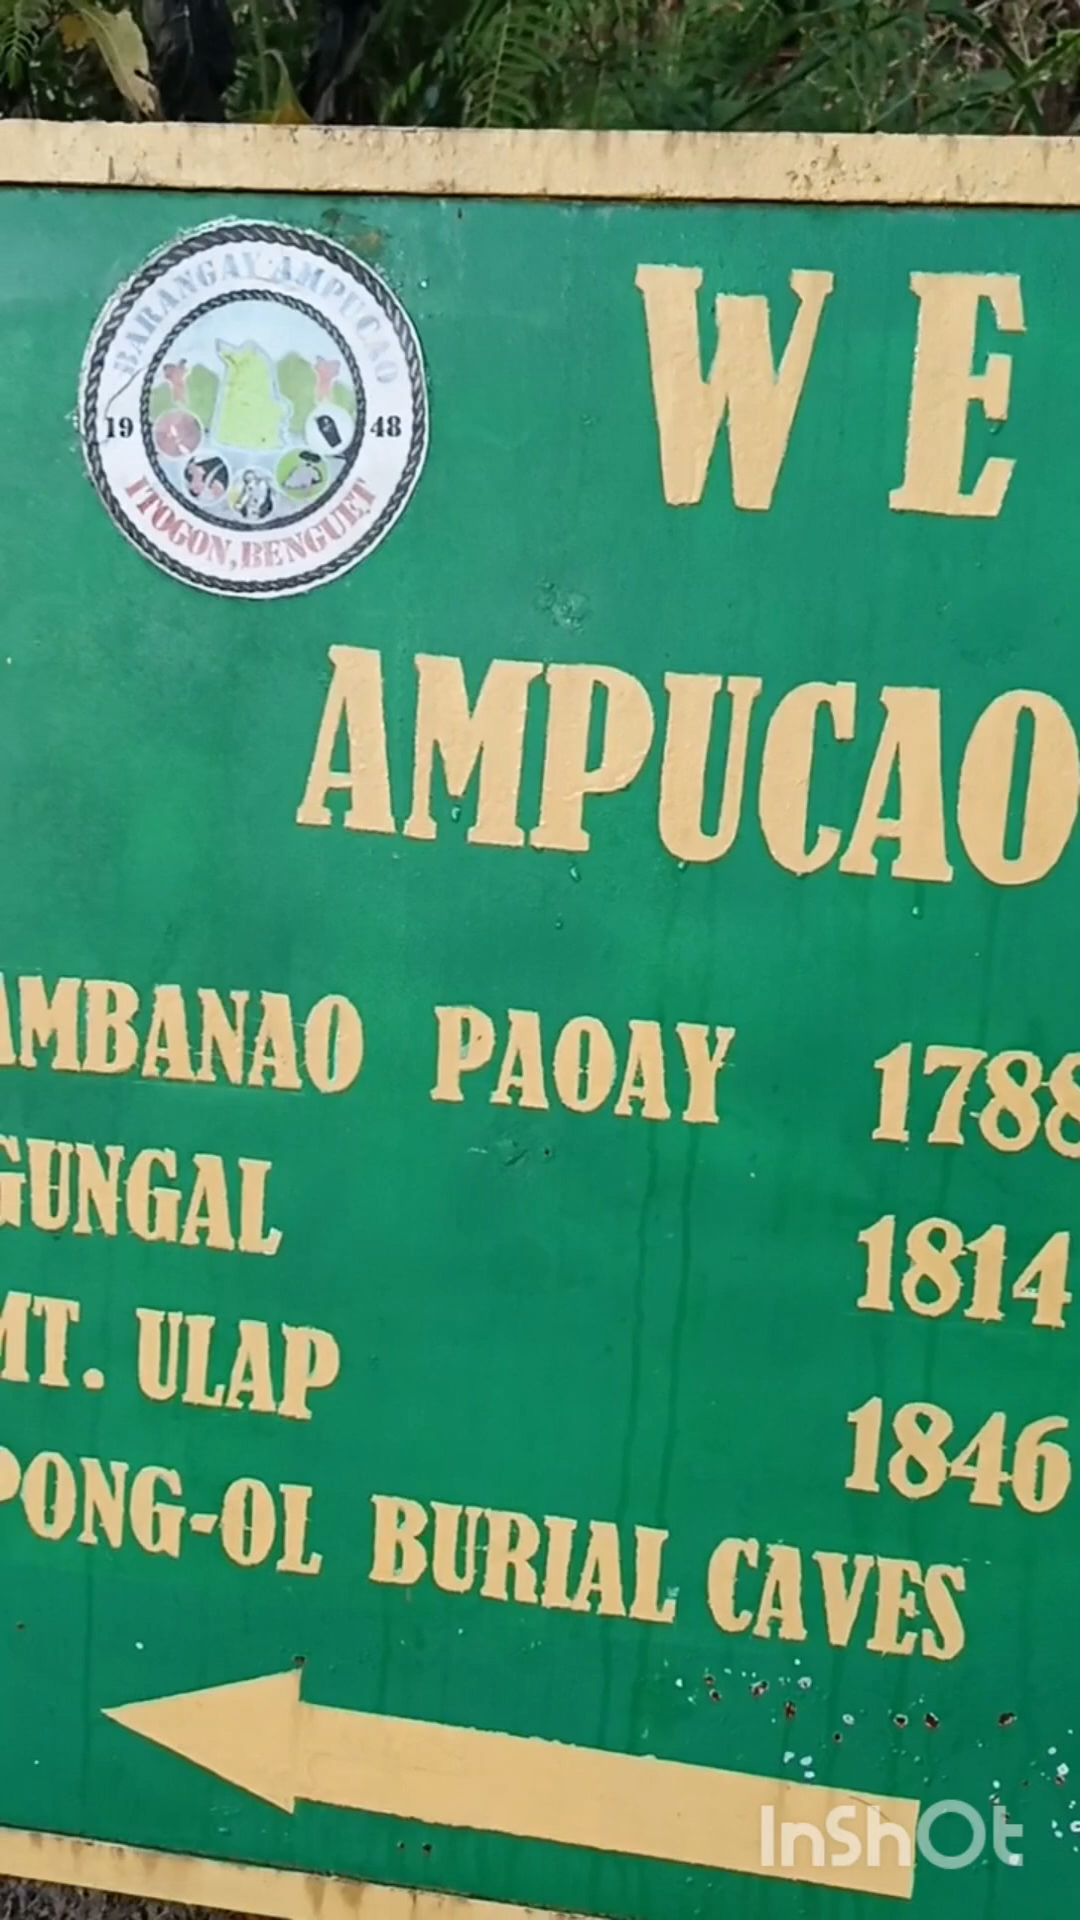 BARANGAY AMPUCAO
19 48
ITOGON, BENGUET
WE
AMPUCAO
AMBANAO PAOAY 1788
GUNGAL 1814
MT. ULAP 1846
PONG-OL BURIAL CAVES
InShOt